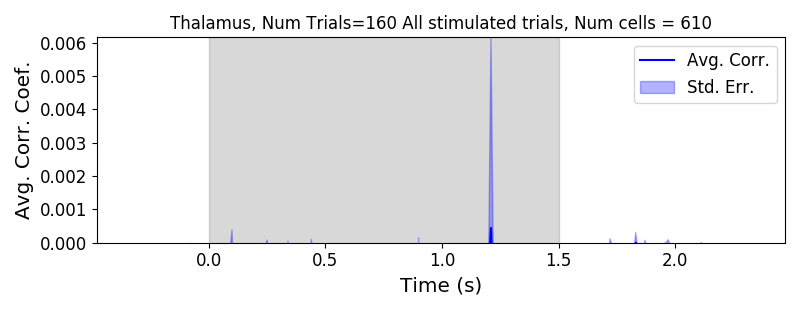 Thalamus, Num Trials=160 All stimulated trials, Num cells = 610
Avg. Corr. Coef.
0.006
0.005
0.004
0.003
0.002
0.001
0.000
Avg. Corr.
Std. Err.
0.0 0.5 1.0 1.5 2.0
Time (s)